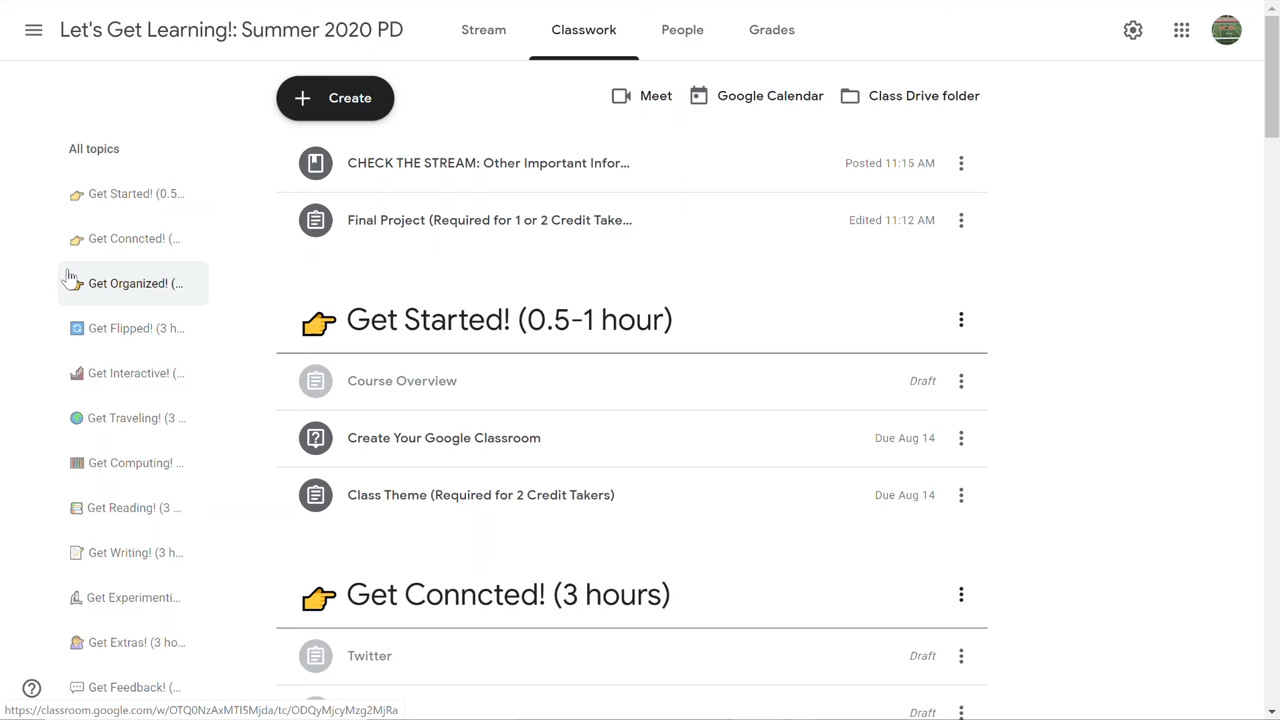 Let's Get Learning!: Summer 2020 PD
Stream
Classwork
People
Grades
Create
Meet
Google Calendar
Class Drive folder
All topics
Get Started! (0.5...
Get Conncted! (...
Get Organized! (...
Get Flipped! (3 h...
Get Interactive! (...
Get Traveling! (3 ...
Get Computing! ...
Get Reading! (3 ...
Get Writing! (3 h...
Get Experimenti...
Get Extras! (3 ho...
Get Feedback! (...
CHECK THE STREAM: Other Important Infor...
Posted 11:15 AM
Final Project (Required for 1 or 2 Credit Take...
Edited 11:12 AM
Get Started! (0.5-1 hour)
Course Overview
Draft
Create Your Google Classroom
Due Aug 14
Class Theme (Required for 2 Credit Takers)
Due Aug 14
Get Conncted! (3 hours)
Twitter
Draft
Draft
https://classroom.google.com/w/OTQ0NzAxMTI5Mjda/tc/ODQyMjcyMzg2MjRa